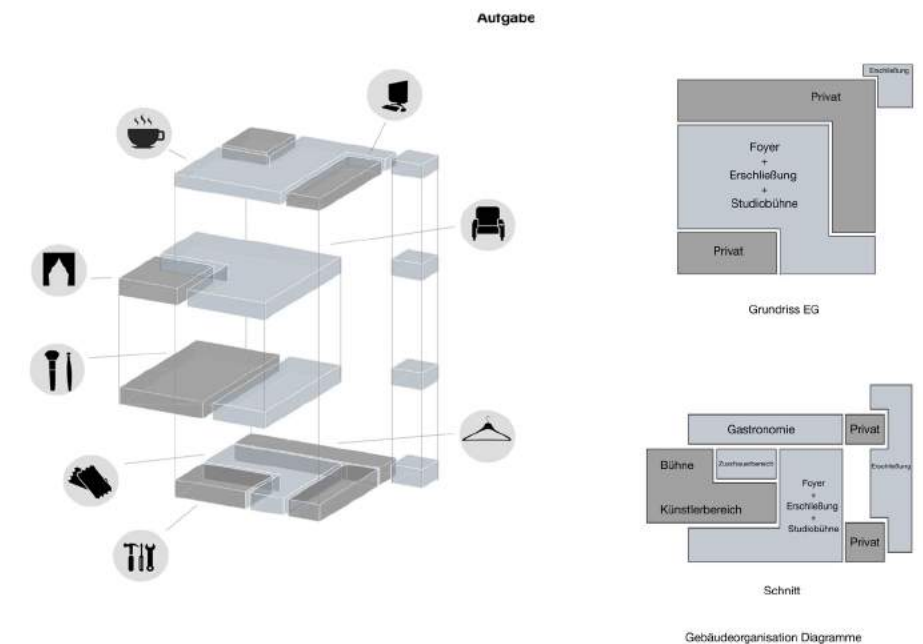 Aufgabe
Erschließung
Privat
Foyer
+
Erschließung
+
Studiobühne
Privat
Grundriss EG
Gastronomie
Privat
Bühne
Zuschauerbereich
Künstlerbereich
Foyer
+
Erschließung
+
Studiobühne
Erschließung
Privat
Schnitt
Gebäudeorganisation Diagramme